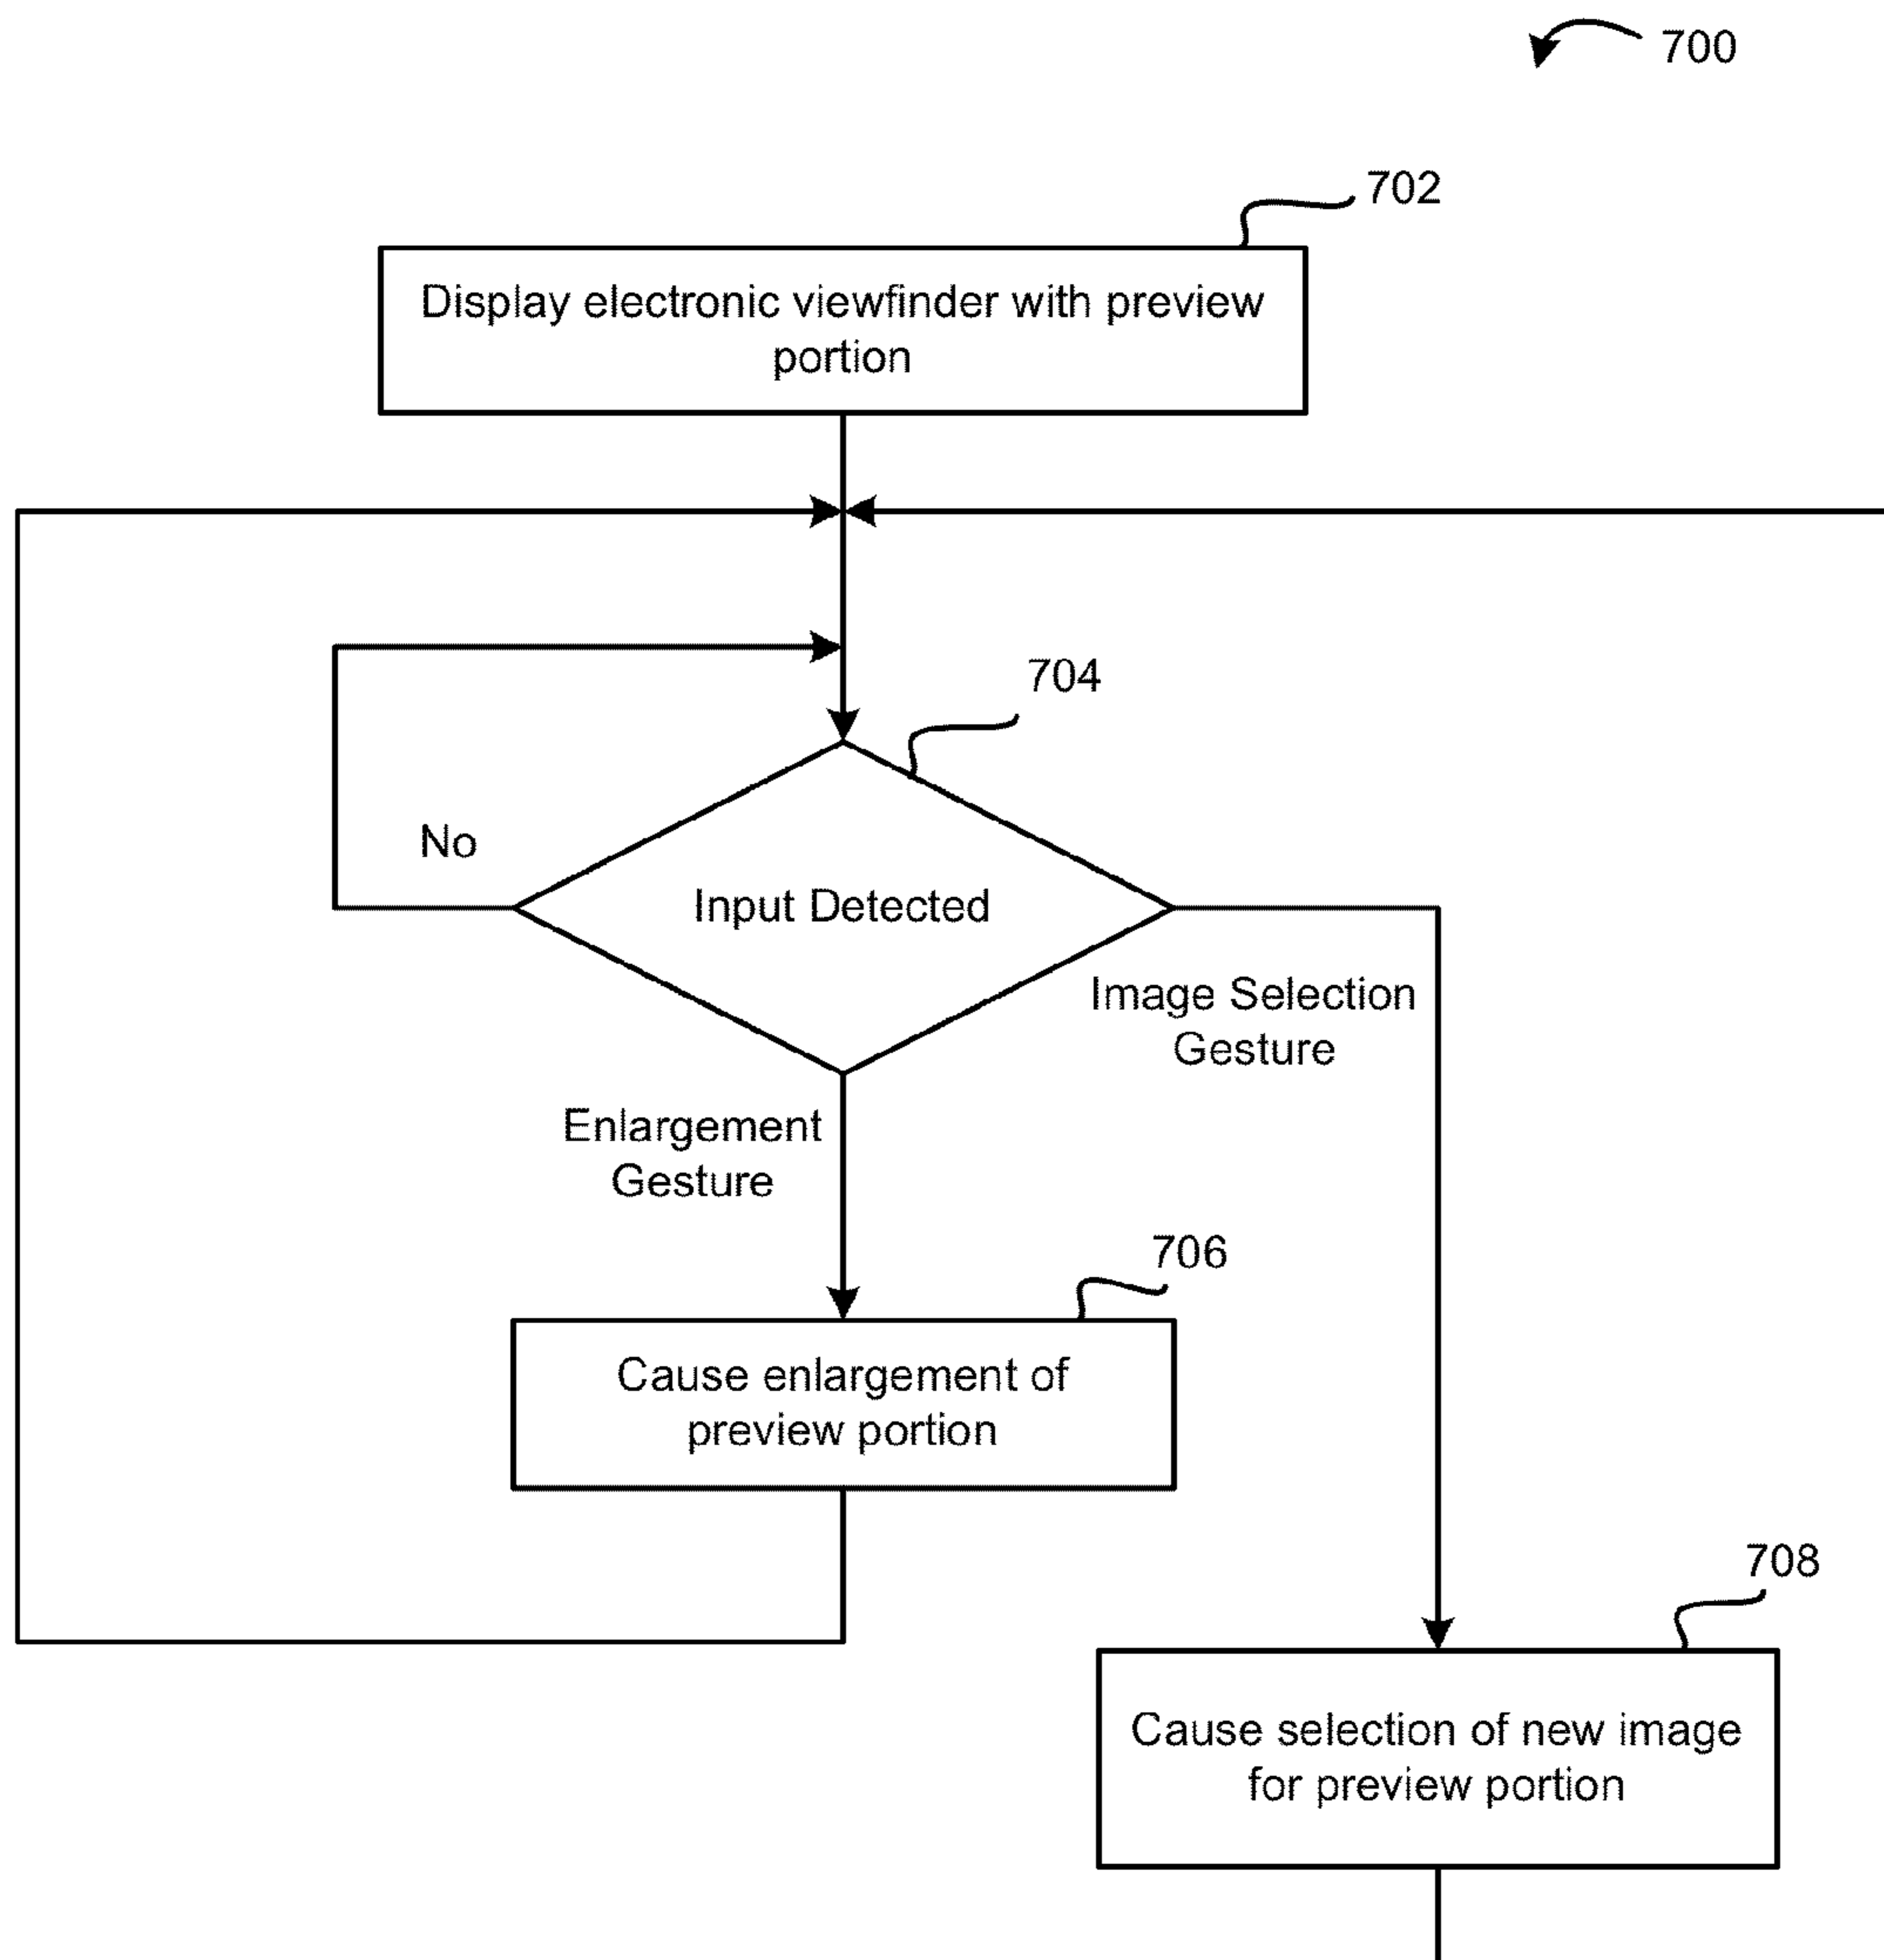 700
702
Display electronic viewfinder with preview
portion
704
No
Input Detected
Image Selection
Gesture
Enlargement
Gesture
706
Cause enlargement of
preview portion
708
Cause selection of new image
for preview portion